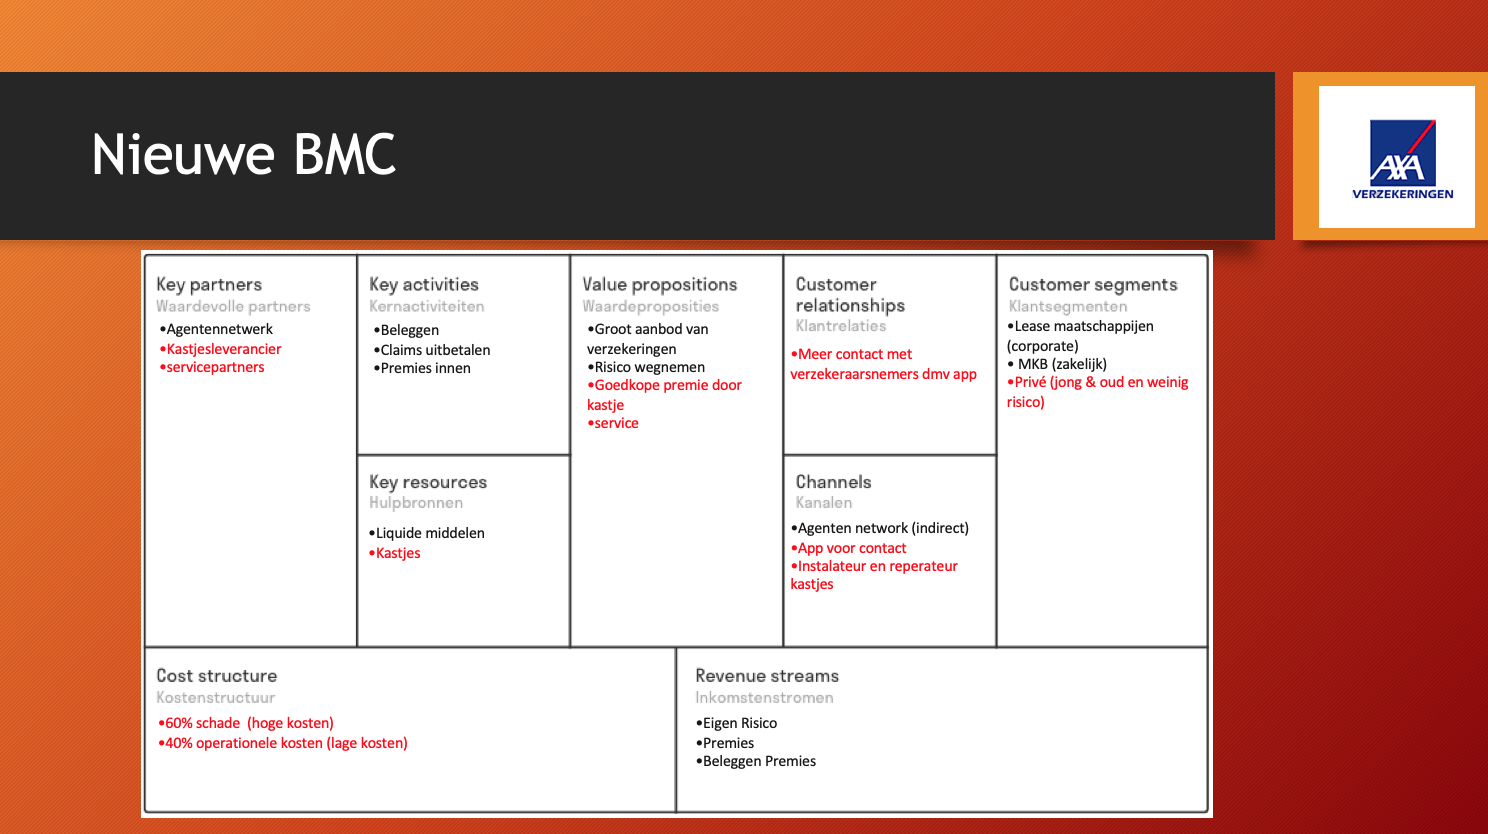 Nieuwe BMC
AXA
VERZEKERINGEN
Key partners
Waardevolle partners
•Agentennetwerk
•Kastjesleverancier
•servicepartners
Key activities
Kernactiviteiten
•Beleggen
•Claims uitbetalen
•Premies innen
Key resources
Hulpbronnen
•Liquide middelen
•Kastjes
Value propositions
Waardeproposities
•Groot aanbod van
verzekeringen
•Risico wegnemen
•Goedkope premie door
kastje
•service
Customer
relationships
Klantrelaties
•Meer contact met
verzekeraarsnemers dmv app
Channels
Kanalen
•Agenten network (indirect)
•App voor contact
•Instalateur en reperateur
kastjes
Customer segments
Klantsegmenten
•Lease maatschappijen
(corporate)
• MKB (zakelijk)
•Privé (jong & oud en weinig
risico)
Cost structure
Kostenstructuur
•60% schade  (hoge kosten)
•40% operationele kosten (lage kosten)
Revenue streams
Inkomstenstromen
•Eigen Risico
•Premies
•Beleggen Premies